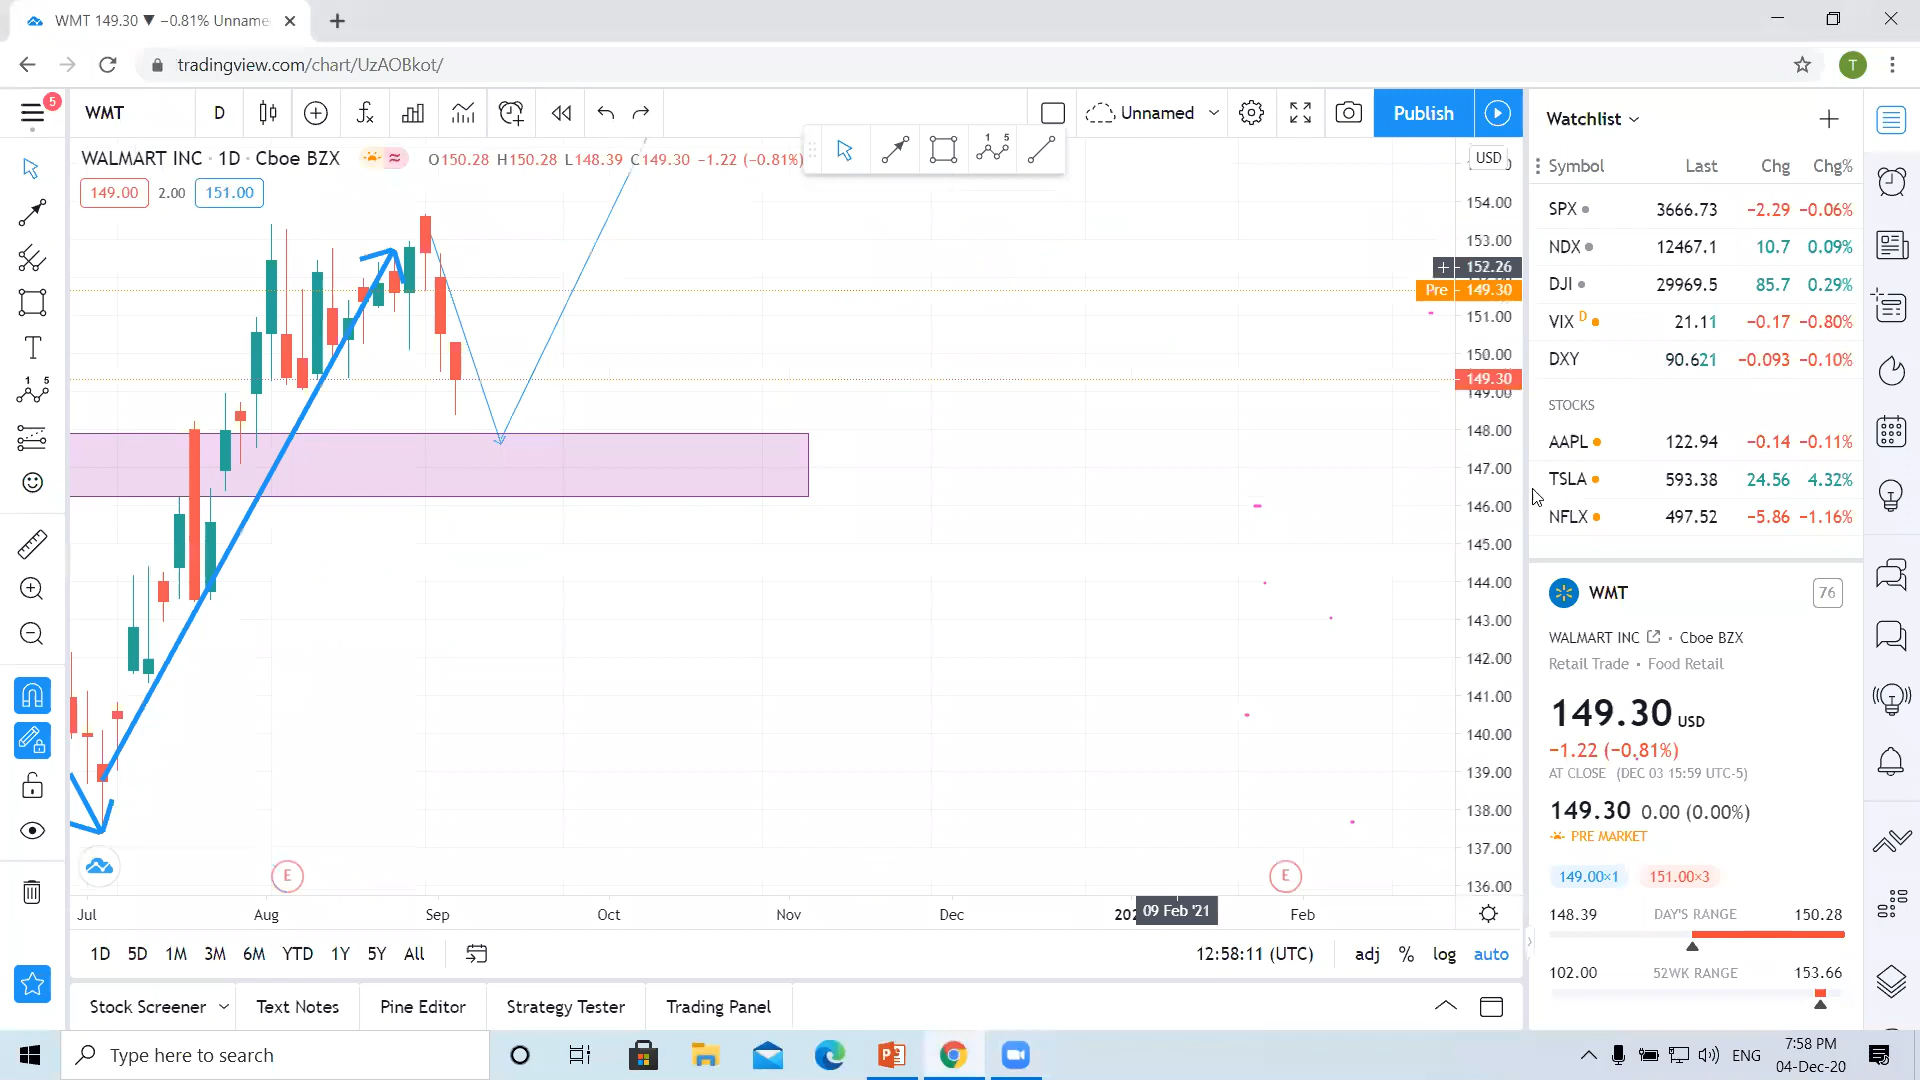 WMT 149.30 ▼ −0.81% Unname
tradingview.com/chart/UzAOBkot/
T
5
WMT
D
Unnamed
Publish
WALMART INC · 1D · Cboe BZX
O150.28 H150.28 L148.39 C149.30 −1.22 (−0.81%)
1 5
149.00 2.00 151.00
USD
154.00
153.00
152.26
Pre 149.30
151.00
150.00
149.30
149.00
148.00
147.00
146.00
145.00
144.00
143.00
142.00
141.00
140.00
139.00
138.00
137.00
136.00
T
1 5
E
E
Jul Aug Sep Oct Nov Dec 202 09 Feb '21 Feb
1D 5D 1M 3M 6M YTD 1Y 5Y All
12:58:11 (UTC) adj % log auto
Stock Screener Text Notes Pine Editor Strategy Tester Trading Panel
Watchlist
Symbol Last Chg Chg%
SPX 3666.73 −2.29 −0.06%
NDX 12467.1 10.7 0.09%
DJI 29969.5 85.7 0.29%
VIX D 21.11 −0.17 −0.80%
DXY 90.621 −0.093 −0.10%
STOCKS
AAPL 122.94 −0.14 −0.11%
TSLA 593.38 24.56 4.32%
NFLX 497.52 −5.86 −1.16%
WMT 76
WALMART INC · Cboe BZX
Retail Trade · Food Retail
149.30 USD
−1.22 (−0.81%)
AT CLOSE (DEC 03 15:59 UTC-5)
149.30 0.00 (0.00%)
PRE MARKET
149.00×1 151.00×3
148.39 DAY'S RANGE 150.28
102.00 52WK RANGE 153.66
Type here to search
ENG
7:58 PM
04-Dec-20